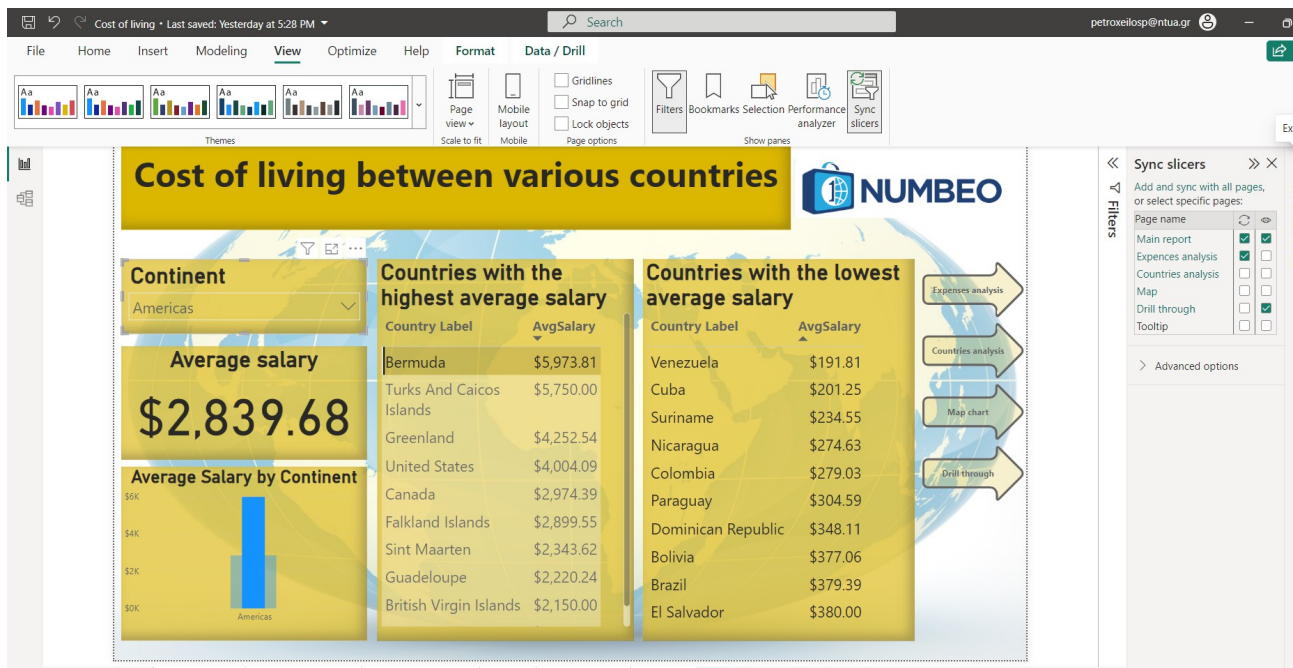 Cost of living • Last saved: Yesterday at 5:28 PM
Search
petroxeilosp@ntua.gr
File Home Insert Modeling View Optimize Help Format Data / Drill
Aa Aa Aa Aa Aa Aa
Page view
Mobile layout
Gridlines
Snap to grid
Lock objects
Filters
Bookmarks
Selection
Performance analyzer
Sync slicers
Themes
Scale to fit
Mobile
Page options
Show panes
Ex
Cost of living between various countries
1
NUMBEO
Continent
Americas
Average salary
$2,839.68
Average Salary by Continent
$6K
$4K
$2K
$0K
Americas
Countries with the
highest average salary
Country Label AvgSalary
Bermuda $5,973.81
Turks And Caicos $5,750.00
Islands
Greenland $4,252.54
United States $4,004.09
Canada $2,974.39
Falkland Islands $2,899.55
Sint Maarten $2,343.62
Guadeloupe $2,220.24
British Virgin Islands $2,150.00
Countries with the lowest
average salary
Country Label AvgSalary
Venezuela $191.81
Cuba $201.25
Suriname $234.55
Nicaragua $274.63
Colombia $279.03
Paraguay $304.59
Dominican Republic $348.11
Bolivia $377.06
Brazil $379.39
El Salvador $380.00
Expenses analysis
Countries analysis
Map chart
Drill through
Filters
Sync slicers
Add and sync with all pages,
or select specific pages:
Page name
Main report
Expences analysis
Countries analysis
Map
Drill through
Tooltip
Advanced options